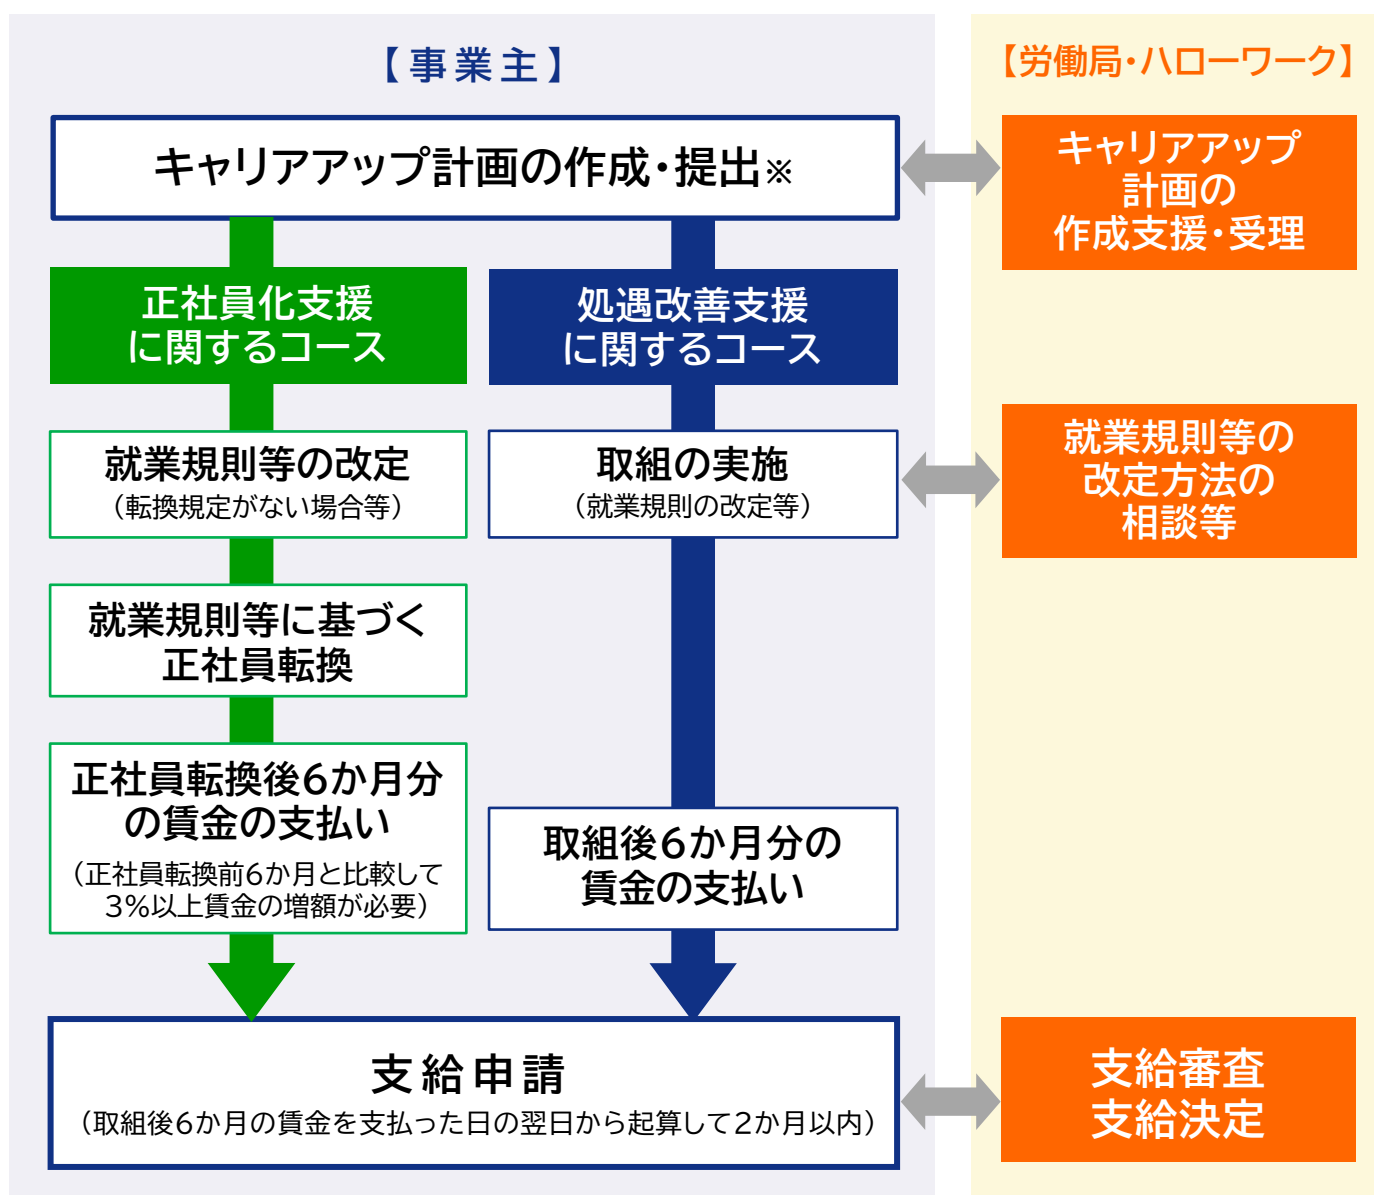 【事業主】
キャリアアップ計画の作成・提出※
正社員化支援
に関するコース
就業規則等の改定
（転換規定がない場合等）
就業規則等に基づく
正社員転換
正社員転換後6か月分
の賃金の支払い
（正社員転換前6か月と比較して
3%以上賃金の増額が必要）
処遇改善支援
に関するコース
取組の実施
（就業規則の改定等）
取組後6か月分の
賃金の支払い
支給申請
（取組後6か月の賃金を支払った日の翌日から起算して2か月以内）
【労働局・ハローワーク】
キャリアアップ
計画の
作成支援・受理
就業規則等の
改定方法の
相談等
支給審査
支給決定